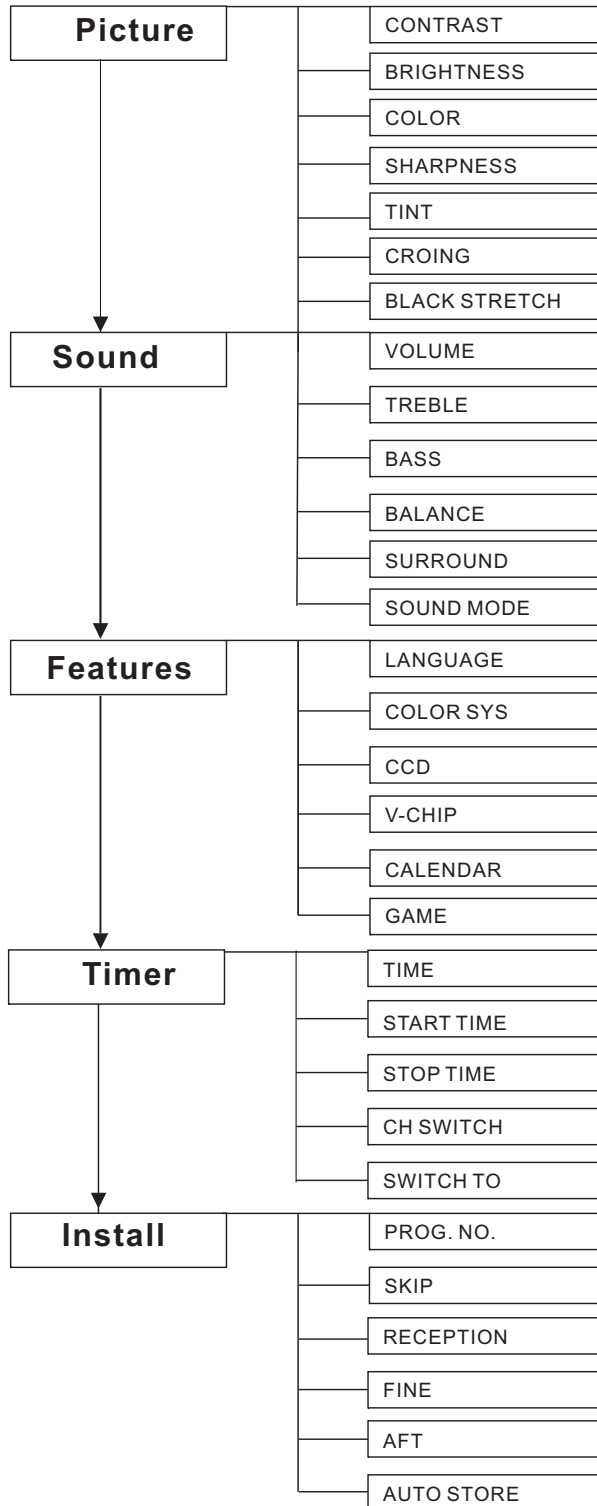 Picture
CONTRAST
BRIGHTNESS
COLOR
SHARPNESS
TINT
CROING
BLACK STRETCH
Sound
VOLUME
TREBLE
BASS
BALANCE
SURROUND
SOUND MODE
Features
LANGUAGE
COLOR SYS
CCD
V-CHIP
CALENDAR
GAME
Timer
TIME
START TIME
STOP TIME
CH SWITCH
SWITCH TO
Install
PROG. NO.
SKIP
RECEPTION
FINE
AFT
AUTO STORE